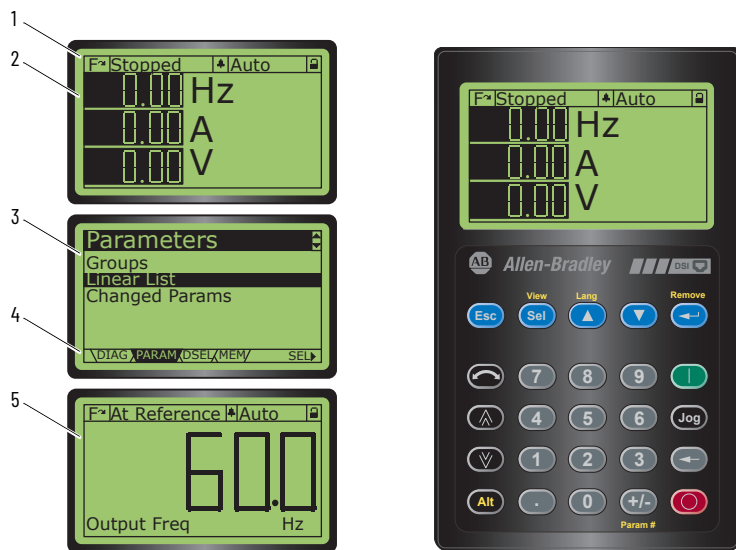 1
F Stopped Auto
2
0.00 Hz
0.00 A
0.00 V
3
Parameters
Groups
Linear List
Changed Params
4
DIAG PARAM DSEL MEM SEL
5
F At Reference Auto
60.0
Output Freq Hz
F Stopped Auto
0.00 Hz
0.00 A
0.00 V
AB Allen-Bradley DSI
View Lang Remove
Esc Sel
7 8 9
4 5 6 Jog
1 2 3
Alt . 0 +/-
Param #